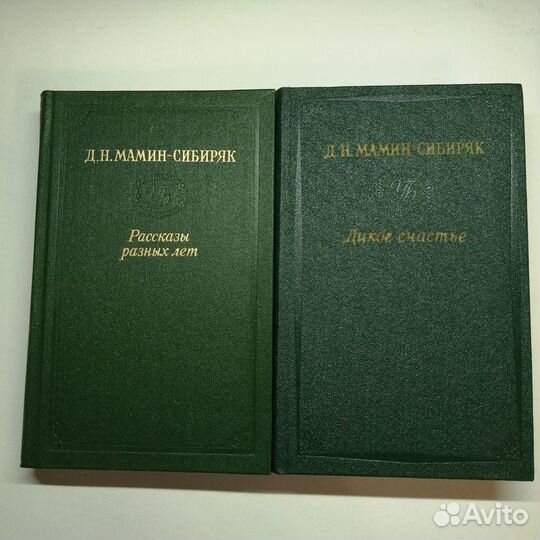 Д.Н.МАМИН-СИБИРЯК
Рассказы
разных лет
Д.Н.МАМИН-СИБИРЯК
Дикое счастье
Avito